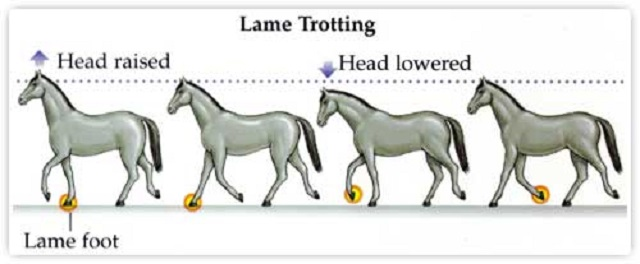 Lame Trotting
Head raised
Head lowered
Lame foot